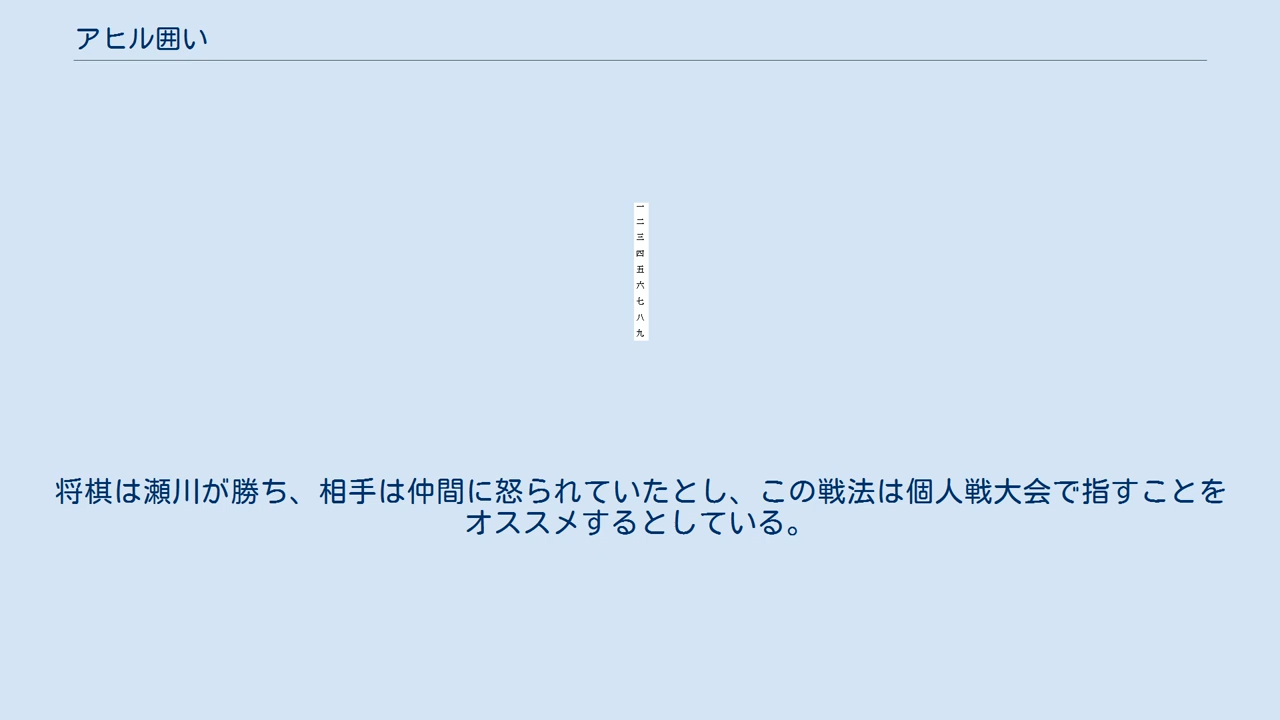 アヒル囲い
一
二
三
四
五
六
七
八
九
将棋は瀬川が勝ち、相手は仲間に怒られていたとし、この戦法は個人戦大会で指すことを
オススメするとしている。